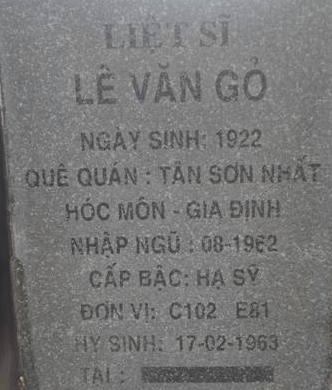 LIỆT SĨ
LÊ VĂN GỎ
NGÀY SINH: 1922
QUÊ QUÁN : TÂN SƠN NHẤT
HÓC MÔN - GIA ĐỊNH
NHẬP NGŨ : 08-1962
CẤP BẬC: HẠ SỸ
ĐƠN VỊ: C102 E81
HY SINH: 17-02-1963
TẠI :